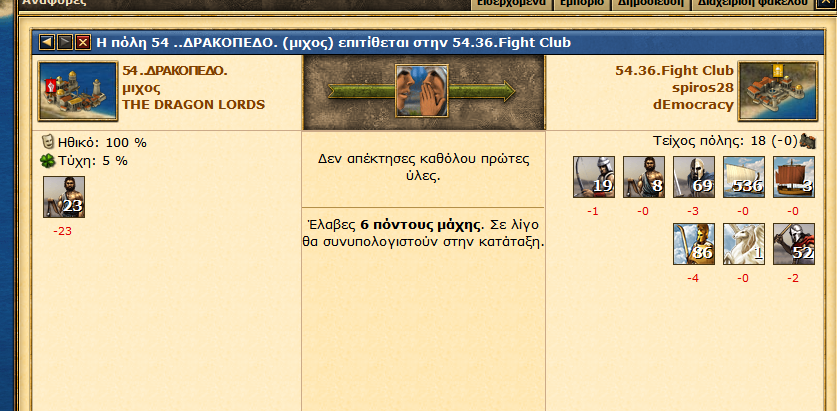 Αναφορές
Εισερχόμενα Εμπόριο Δημοσίευση Διαχείριση φακέλου
Η πόλη 54 ..ΔΡΑΚΟΠΕΔΟ. (μιχος) επιτίθεται στην 54.36.Fight Club
54..ΔΡΑΚΟΠΕΔΟ.
μιχος
THE DRAGON LORDS
54.36.Fight Club
spiros28
dEmocracy
Ηθικό: 100 %
Τύχη: 5 %
23
-23
Δεν απέκτησες καθόλου πρώτες
ύλες.
Έλαβες 6 πόντους μάχης. Σε λίγο
θα συνυπολογιστούν στην κατάταξη.
Τείχος πόλης: 18 (-0)
19 8 69 536 3
-1 -0 -3 -0 -0
86 1 52
-4 -0 -2